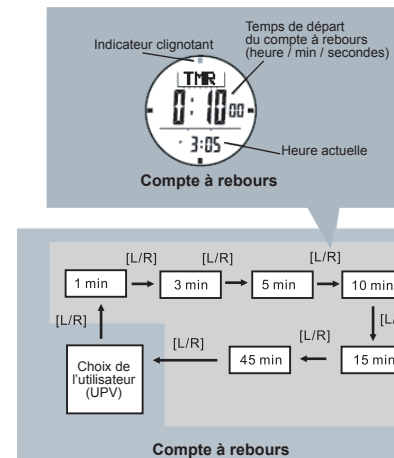 Temps de départ
du compte à rebours
(heure / min / secondes)
Indicateur clignotant
TMR
0: 10 00
3:05
Heure actuelle
Compte à rebours
[L/R] [L/R] [L/R]
1 min 3 min 5 min 10 min
[L/R] [L/
[L/R] [L/R]
Choix de
l'utilisateur
(UPV)
45 min 15 min
Compte à rebours